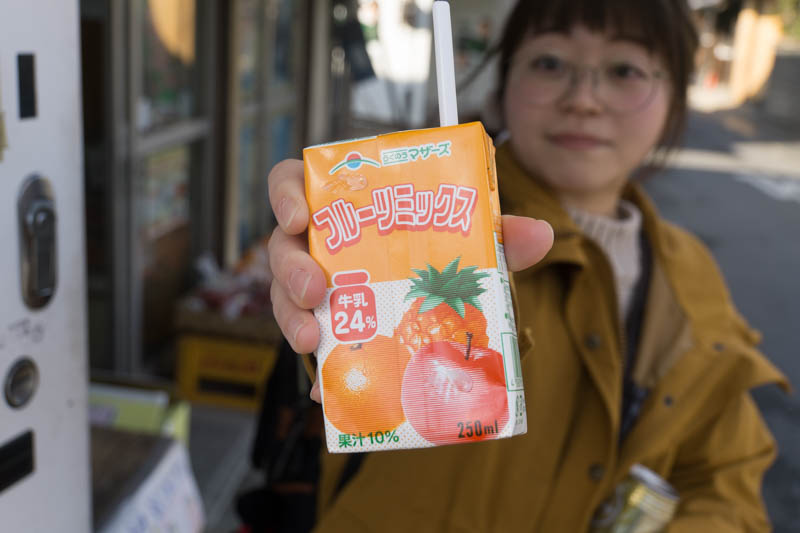 らくのうマザーズ
フルーツミックス
牛乳
24%
果汁10%
250ml